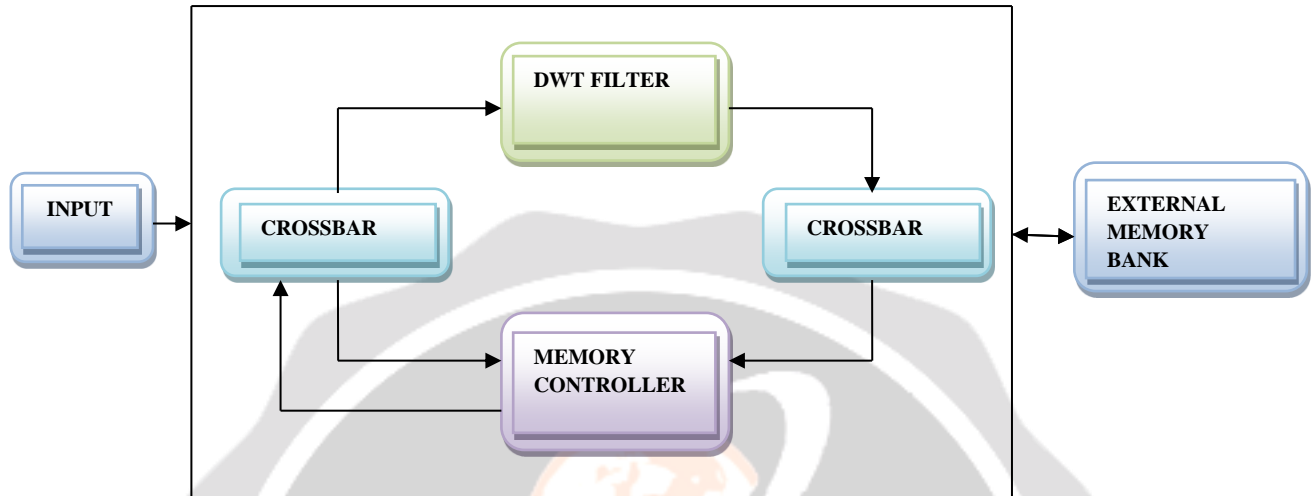 DWT FILTER
INPUT
CROSSBAR
CROSSBAR
EXTERNAL
MEMORY
BANK
MEMORY
CONTROLLER